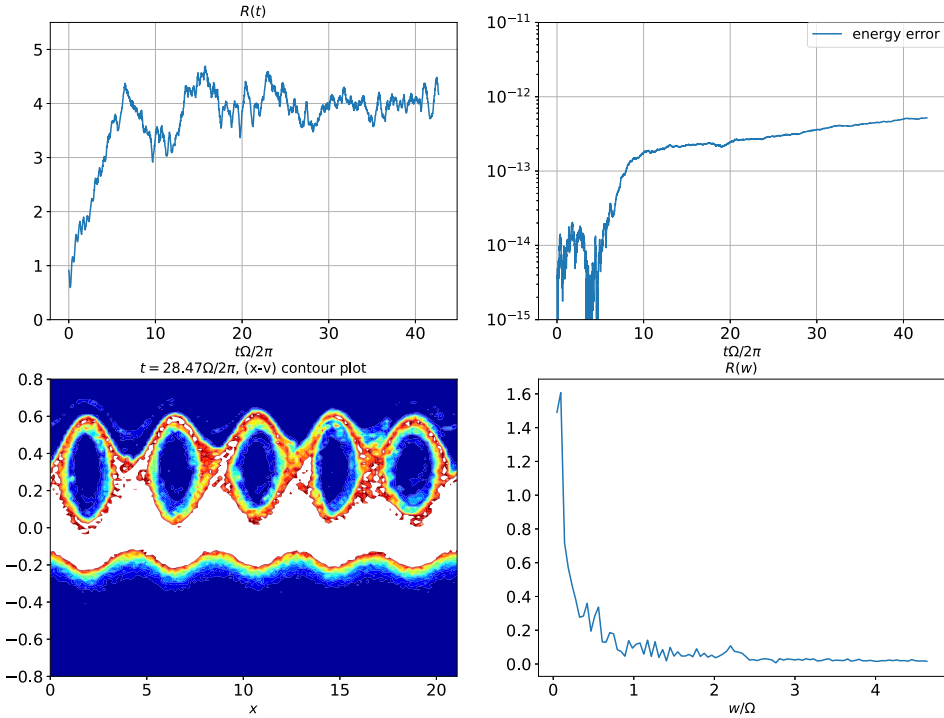 R(t)
5
4
3
2
1
0
0 10 20 30 40
tΩ/2π
10⁻¹¹
10⁻¹²
10⁻¹³
10⁻¹⁴
10⁻¹⁵
energy error
0 10 20 30 40
tΩ/2π
t = 28.47Ω/2π, (x-v) contour plot
0.8
0.6
0.4
0.2
0.0
−0.2
−0.4
−0.6
−0.8
0 5 10 15 20
x
R(w)
1.6
1.4
1.2
1.0
0.8
0.6
0.4
0.2
0.0
0 1 2 3 4
w/Ω